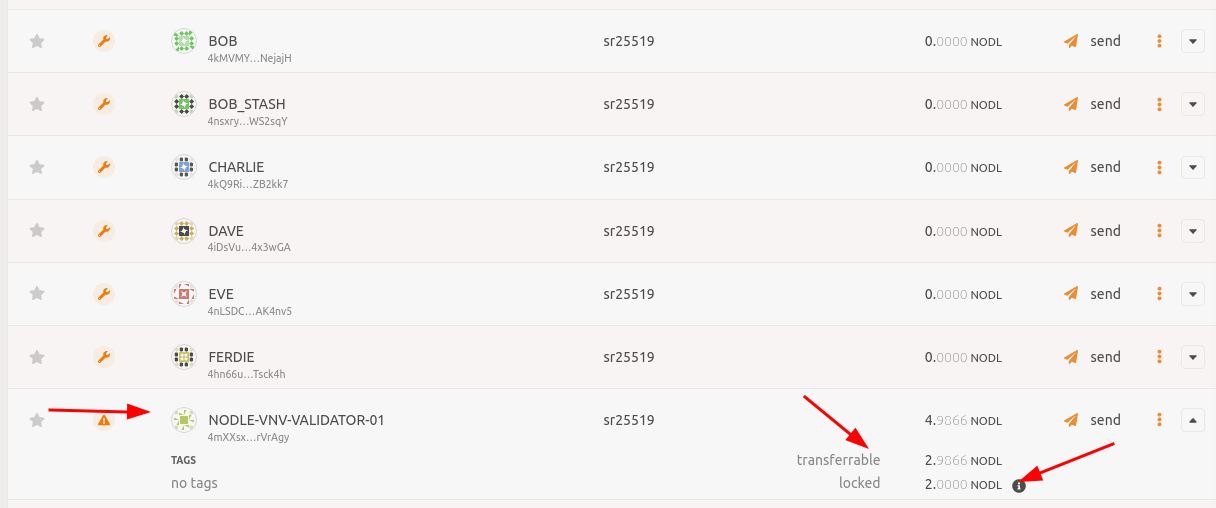 BOB sr25519 0.0000 NODL send
4kMVMY…NejajH
BOB_STASH sr25519 0.0000 NODL send
4nsxry…WS2sqY
CHARLIE sr25519 0.0000 NODL send
4kQ9Ri…ZB2kk7
DAVE sr25519 0.0000 NODL send
4iDsVu…4x3wGA
EVE sr25519 0.0000 NODL send
4nLSDC…AK4nv5
FERDIE sr25519 0.0000 NODL send
4hn66u…Tsck4h
NODLE-VNV-VALIDATOR-01 sr25519 4.9866 NODL send
4mXXsx…rVrAgy
TAGS transferrable 2.9866 NODL
no tags locked 2.0000 NODL